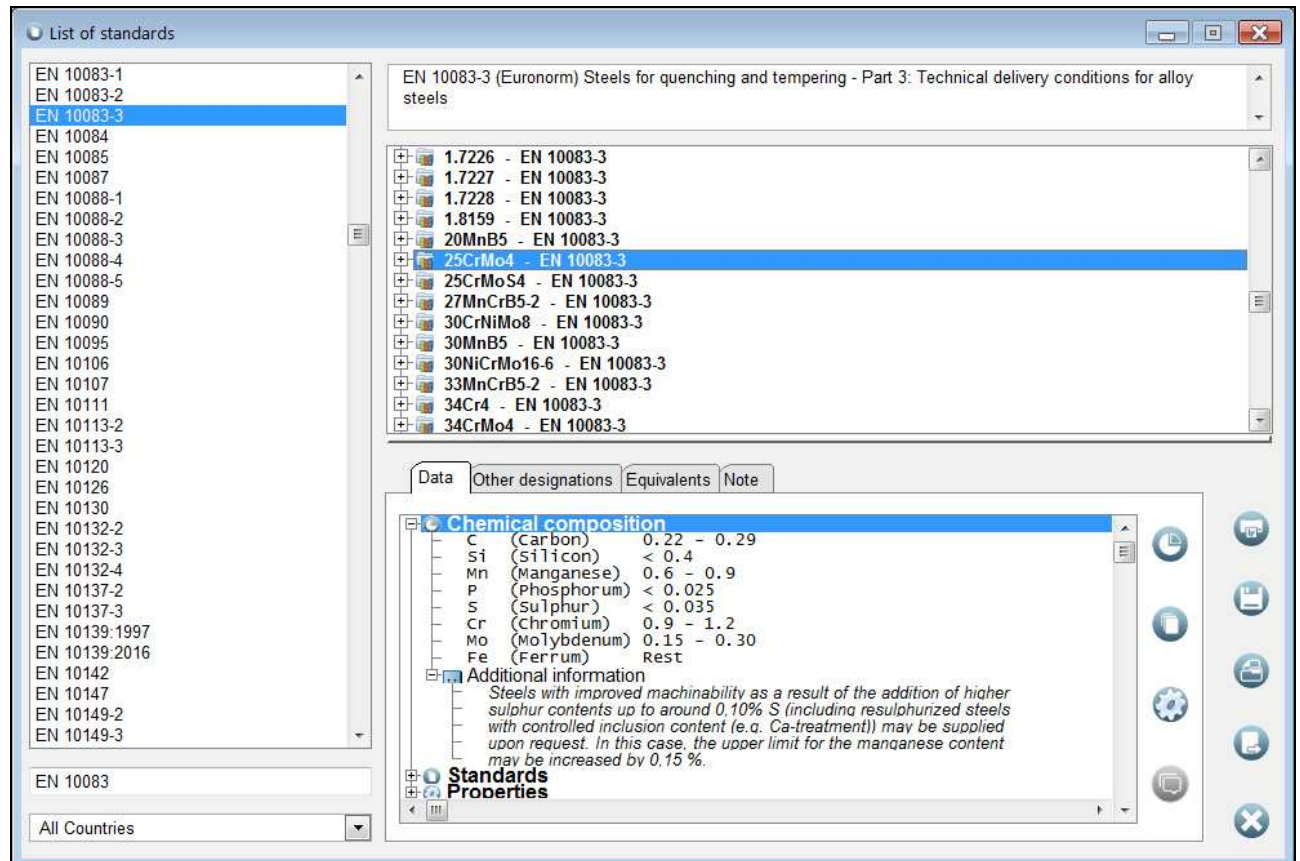 List of standards
EN 10083-1
EN 10083-2
EN 10083-3
EN 10084
EN 10085
EN 10087
EN 10088-1
EN 10088-2
EN 10088-3
EN 10088-4
EN 10088-5
EN 10089
EN 10090
EN 10095
EN 10106
EN 10107
EN 10111
EN 10113-2
EN 10113-3
EN 10120
EN 10126
EN 10130
EN 10132-2
EN 10132-3
EN 10132-4
EN 10137-2
EN 10137-3
EN 10139:1997
EN 10139:2016
EN 10142
EN 10147
EN 10149-2
EN 10149-3
EN 10083
All Countries
EN 10083-3 (Euronorm) Steels for quenching and tempering - Part 3: Technical delivery conditions for alloy
steels
1.7226 - EN 10083-3
1.7227 - EN 10083-3
1.7228 - EN 10083-3
1.8159 - EN 10083-3
20MnB5 - EN 10083-3
25CrMo4 - EN 10083-3
25CrMoS4 - EN 10083-3
27MnCrB5-2 - EN 10083-3
30CrNiMo8 - EN 10083-3
30MnB5 - EN 10083-3
30NiCrMo16-6 - EN 10083-3
33MnCrB5-2 - EN 10083-3
34Cr4 - EN 10083-3
34CrMo4 - EN 10083-3
Data Other designations Equivalents Note
Chemical composition
C (Carbon) 0.22 - 0.29
Si (Silicon) < 0.4
Mn (Manganese) 0.6 - 0.9
P (Phosphorum) < 0.025
S (Sulphur) < 0.035
Cr (Chromium) 0.9 - 1.2
Mo (Molybdenum) 0.15 - 0.30
Fe (Ferrum) Rest
Additional information
Steels with improved machinability as a result of the addition of higher
sulphur contents up to around 0,10% S (including resulphurized steels
with controlled inclusion content (e.g. Ca-treatment)) may be supplied
upon request. In this case, the upper limit for the manganese content
may be increased by 0,15 %.
Standards
Properties